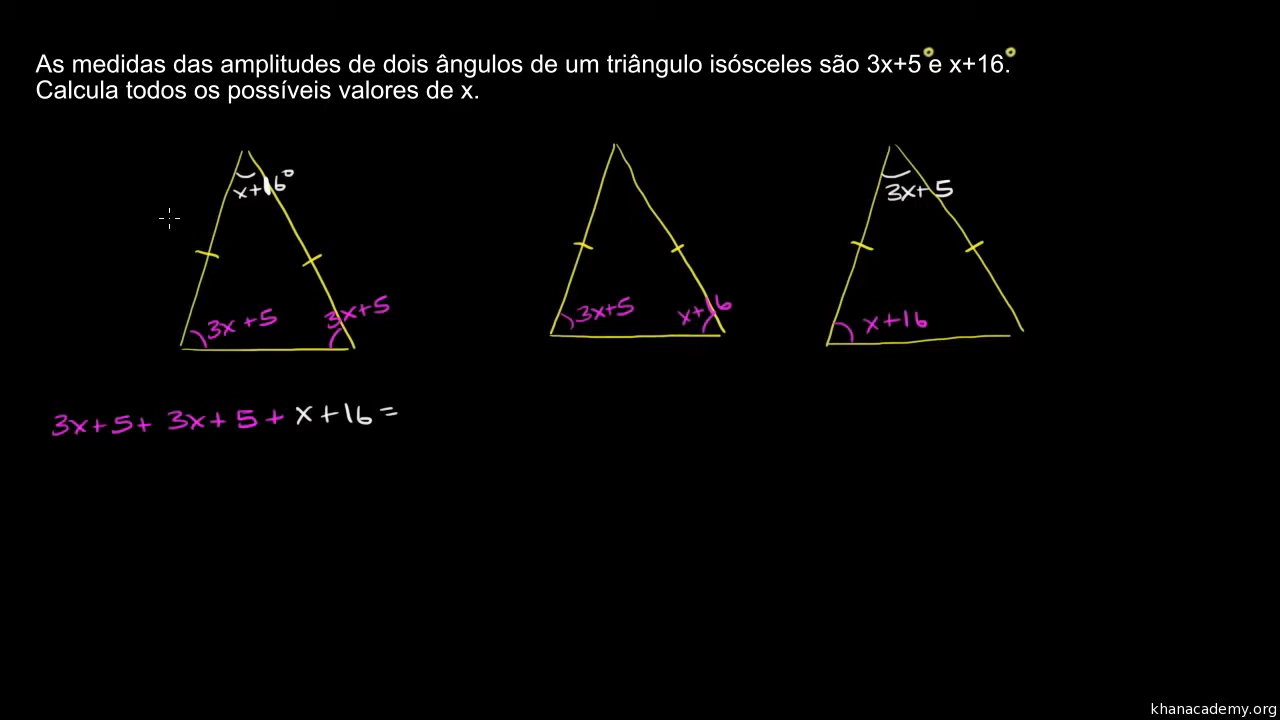 As medidas das amplitudes de dois ângulos de um triângulo isósceles são 3x+5° e x+16.°
Calcula todos os possíveis valores de x.
x+16°
3x+5
3x+5
3x+5
x+16
3x+5
x+16
3x+5+ 3x+5+ x+16=
khanacademy.org